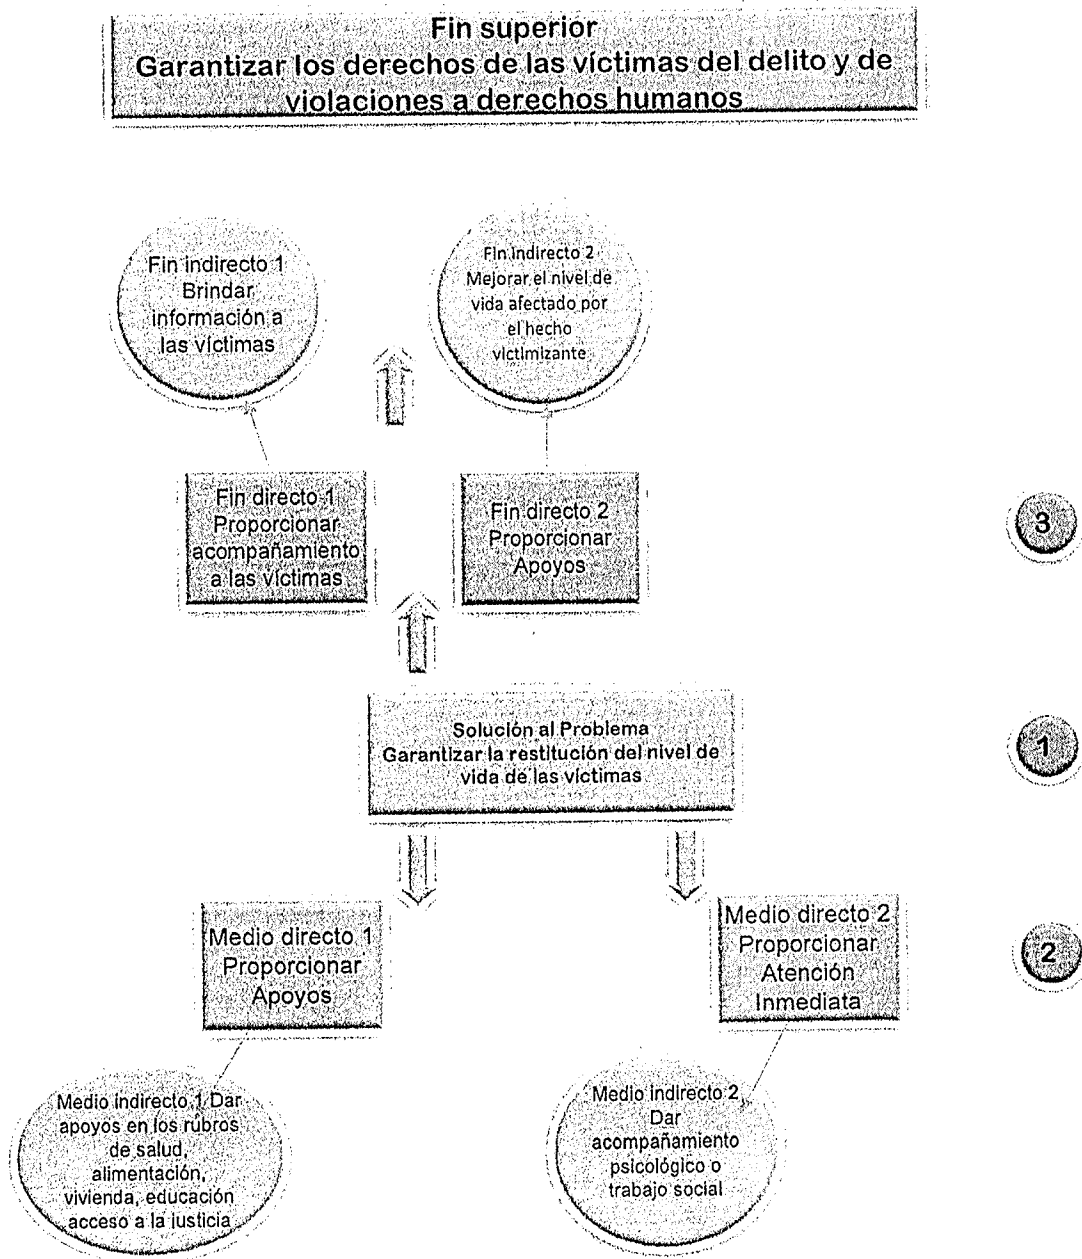 Fin superior
Garantizar los derechos de las víctimas del delito y de
violaciones a derechos humanos
Fin indirecto 1
Brindar
información a
las víctimas
Fin indirecto 2
Mejorar el nivel de
vida afectado por
el hecho
victimizante
Fin directo 1
Proporcionar
acompañamiento
a las víctimas
Fin directo 2
Proporcionar
Apoyos
3
Solución al Problema
Garantizar la restitución del nivel de
vida de las víctimas
1
Medio directo 1
Proporcionar
Apoyos
Medio directo 2
Proporcionar
Atención
Inmediata
2
Medio indirecto 1 Dar
apoyos en los rubros
de salud,
alimentación,
vivienda, educación
acceso a la justicia
Medio indirecto 2
Dar
acompañamiento
psicológico o
trabajo social